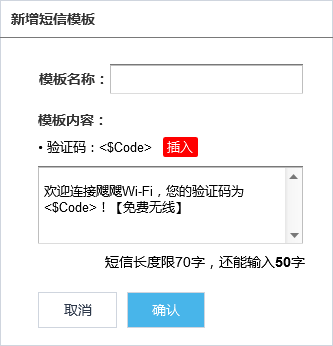 新增短信模板
模板名称：
模板内容：
• 验证码：<$Code> 插入
欢迎连接飕飕Wi-Fi，您的验证码为
<$Code>！【免费无线】
短信长度限70字，还能输入50字
取消 确认